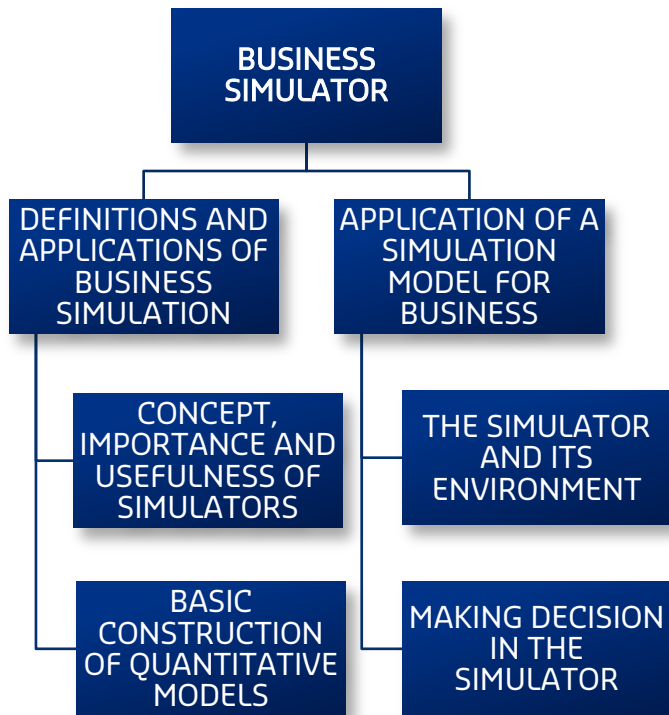 BUSINESS
SIMULATOR
DEFINITIONS AND
APPLICATIONS OF
BUSINESS
SIMULATION
APPLICATION OF A
SIMULATION
MODEL FOR
BUSINESS
CONCEPT,
IMPORTANCE AND
USEFULNESS OF
SIMULATORS
THE SIMULATOR
AND ITS
ENVIRONMENT
BASIC
CONSTRUCTION
OF QUANTITATIVE
MODELS
MAKING DECISION
IN THE
SIMULATOR